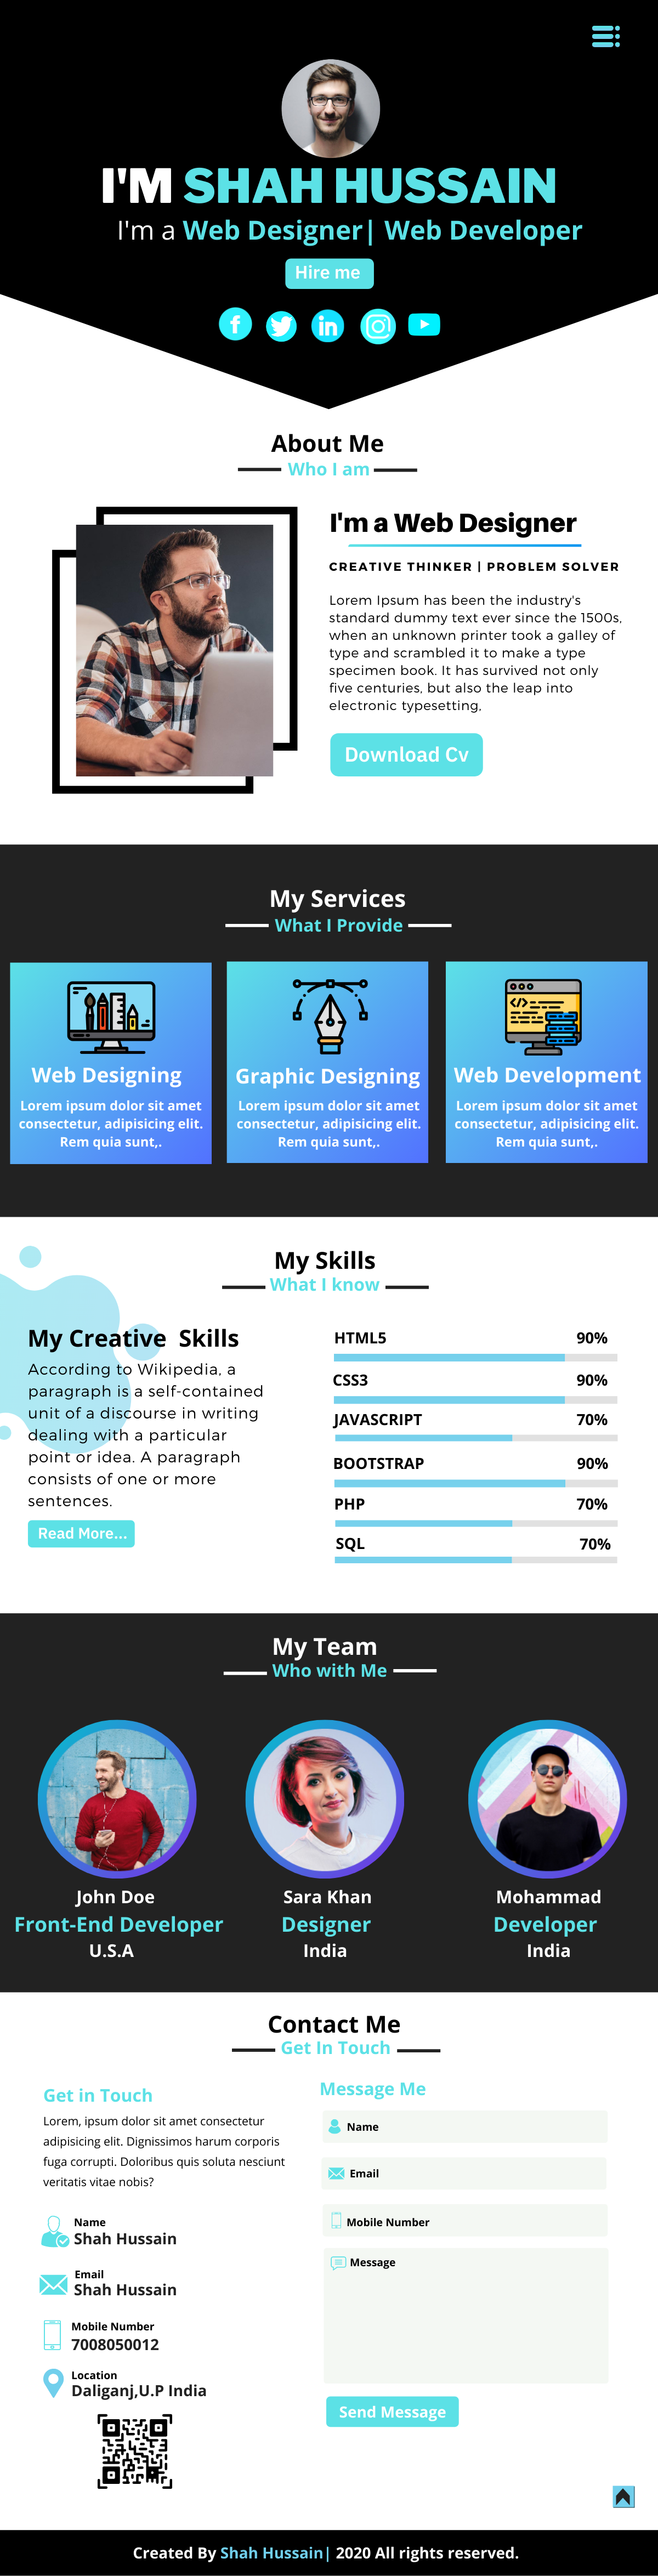 I'M SHAH HUSSAIN
I'm a Web Designer| Web Developer
Hire me
f
in
About Me
Who I am
I'm a Web Designer
CREATIVE THINKER | PROBLEM SOLVER
Lorem Ipsum has been the industry's
standard dummy text ever since the 1500s,
when an unknown printer took a galley of
type and scrambled it to make a type
specimen book. It has survived not only
five centuries, but also the leap into
electronic typesetting,
Download Cv
My Services
What I Provide
</>
Web Designing
Lorem ipsum dolor sit amet
consectetur, adipisicing elit.
Rem quia sunt,.
Graphic Designing
Lorem ipsum dolor sit amet
consectetur, adipisicing elit.
Rem quia sunt,.
Web Development
Lorem ipsum dolor sit amet
consectetur, adipisicing elit.
Rem quia sunt,.
My Skills
What I know
My Creative Skills
According to Wikipedia, a
paragraph is a self-contained
unit of a discourse in writing
dealing with a particular
point or idea. A paragraph
consists of one or more
sentences.
Read More...
HTML5 90%
CSS3 90%
JAVASCRIPT 70%
BOOTSTRAP 90%
PHP 70%
SQL 70%
My Team
Who with Me
John Doe
Front-End Developer
U.S.A
Sara Khan
Designer
India
Mohammad
Developer
India
Contact Me
Get In Touch
Get in Touch
Lorem, ipsum dolor sit amet consectetur
adipisicing elit. Dignissimos harum corporis
fuga corrupti. Doloribus quis soluta nesciunt
veritatis vitae nobis?
Name
Shah Hussain
Email
Shah Hussain
Mobile Number
7008050012
Location
Daliganj,U.P India
Message Me
Name
Email
Mobile Number
Message
Send Message
Created By Shah Hussain| 2020 All rights reserved.